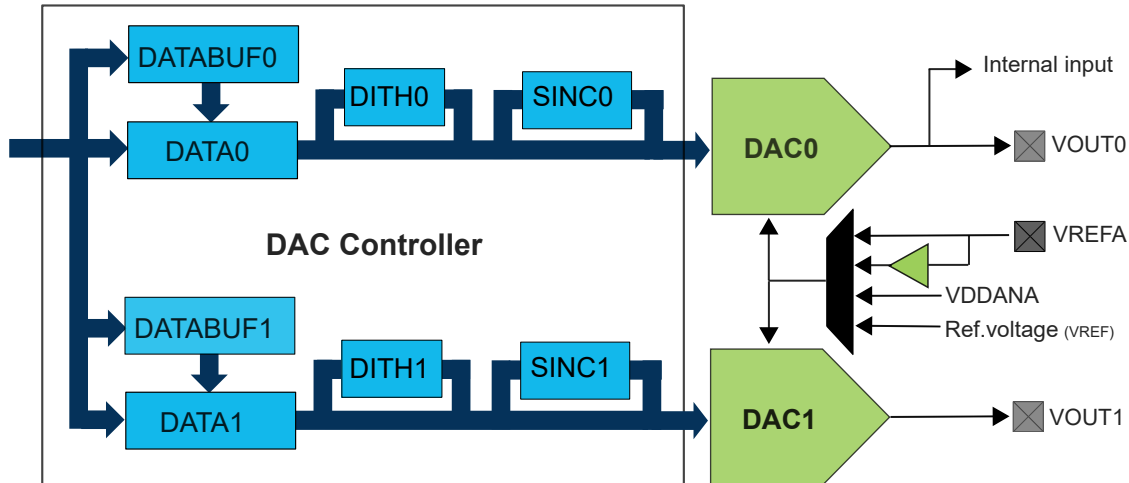 DATABUF0
DITH0
SINC0
Internal input
DATA0
DAC0
VOUT0
DAC Controller
VREFA
VDDANA
DATABUF1
Ref.voltage (VREF)
DITH1
SINC1
DATA1
DAC1
VOUT1